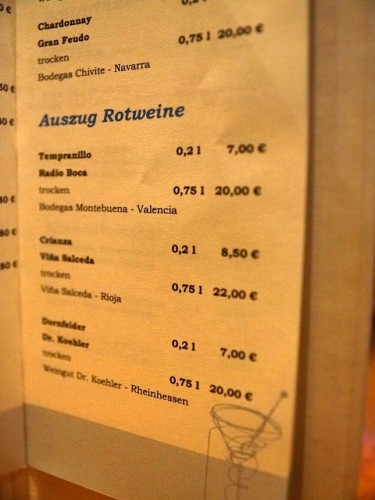 0,2 l
Chardonnay
Gran Feudo
0,75 l 20,00 €
trocken
Bodegas Chivite - Navarra
Auszug Rotweine
Tempranillo 0,2 l 7,00 €
Radio Boca
trocken 0,75 l 20,00 €
Bodegas Montebuena - Valencia
Crianza 0,2 l 8,50 €
Viña Salceda
trocken 0,75 l 22,00 €
Viña Salceda - Rioja
Dornfelder 0,2 l 7,00 €
Dr. Koehler
trocken 0,75 l 20,00 €
Weingut Dr. Koehler - Rheinhessen